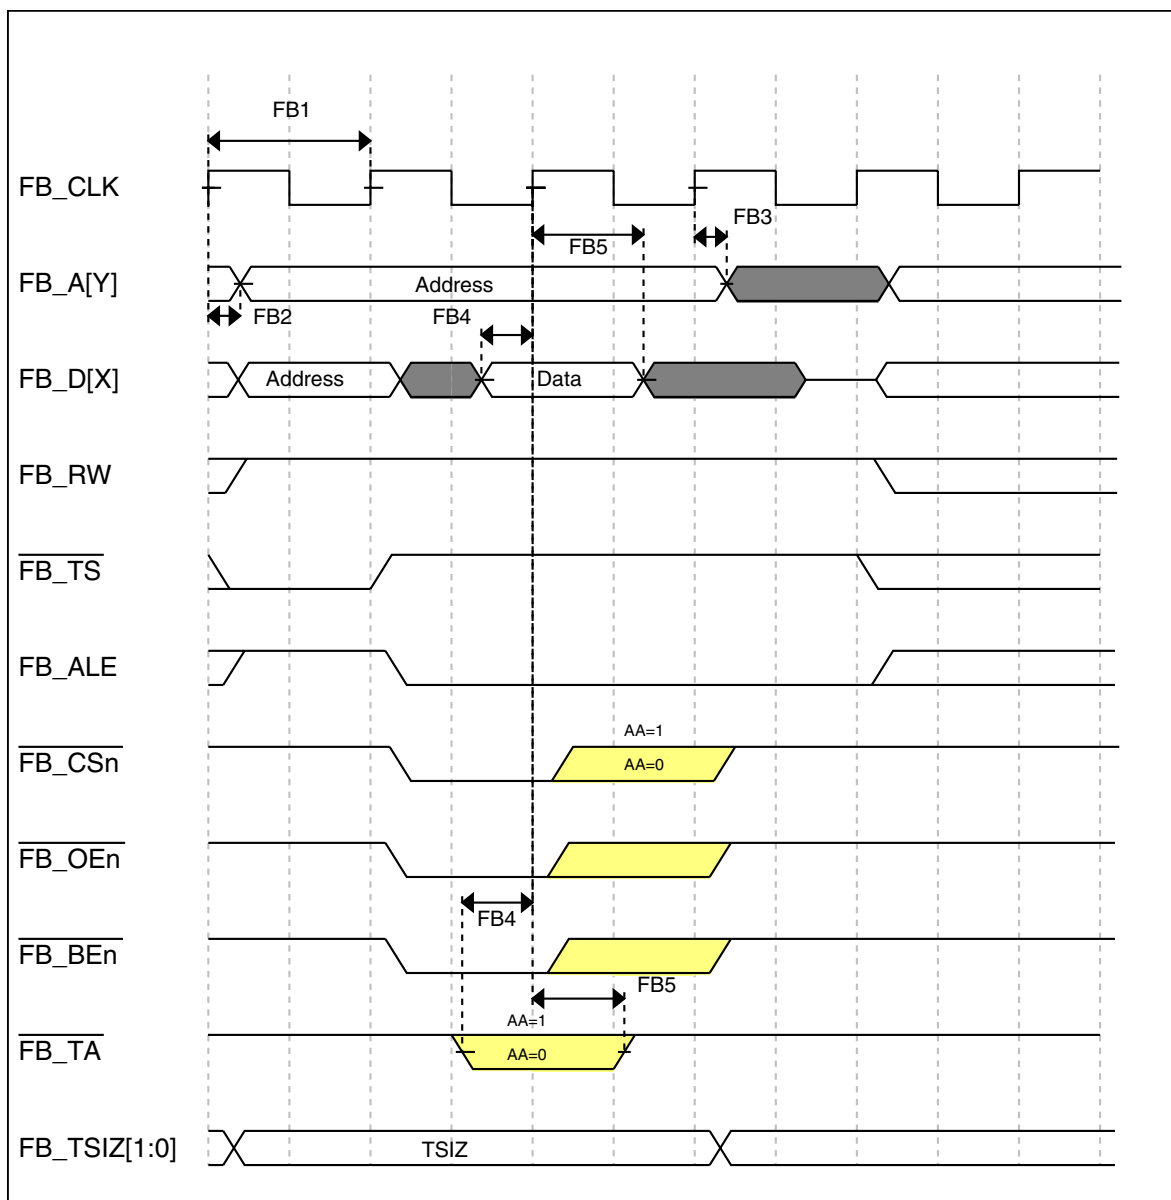 FB1
FB_CLK
FB3
FB5
FB_A[Y]
Address
FB2
FB4
FB_D[X]
Address
Data
FB_RW
FB_TS
FB_ALE
AA=1
FB_CSn
AA=0
FB_OEn
FB4
FB_BEn
FB5
AA=1
FB_TA
AA=0
FB_TSIZ[1:0]
TSIZ